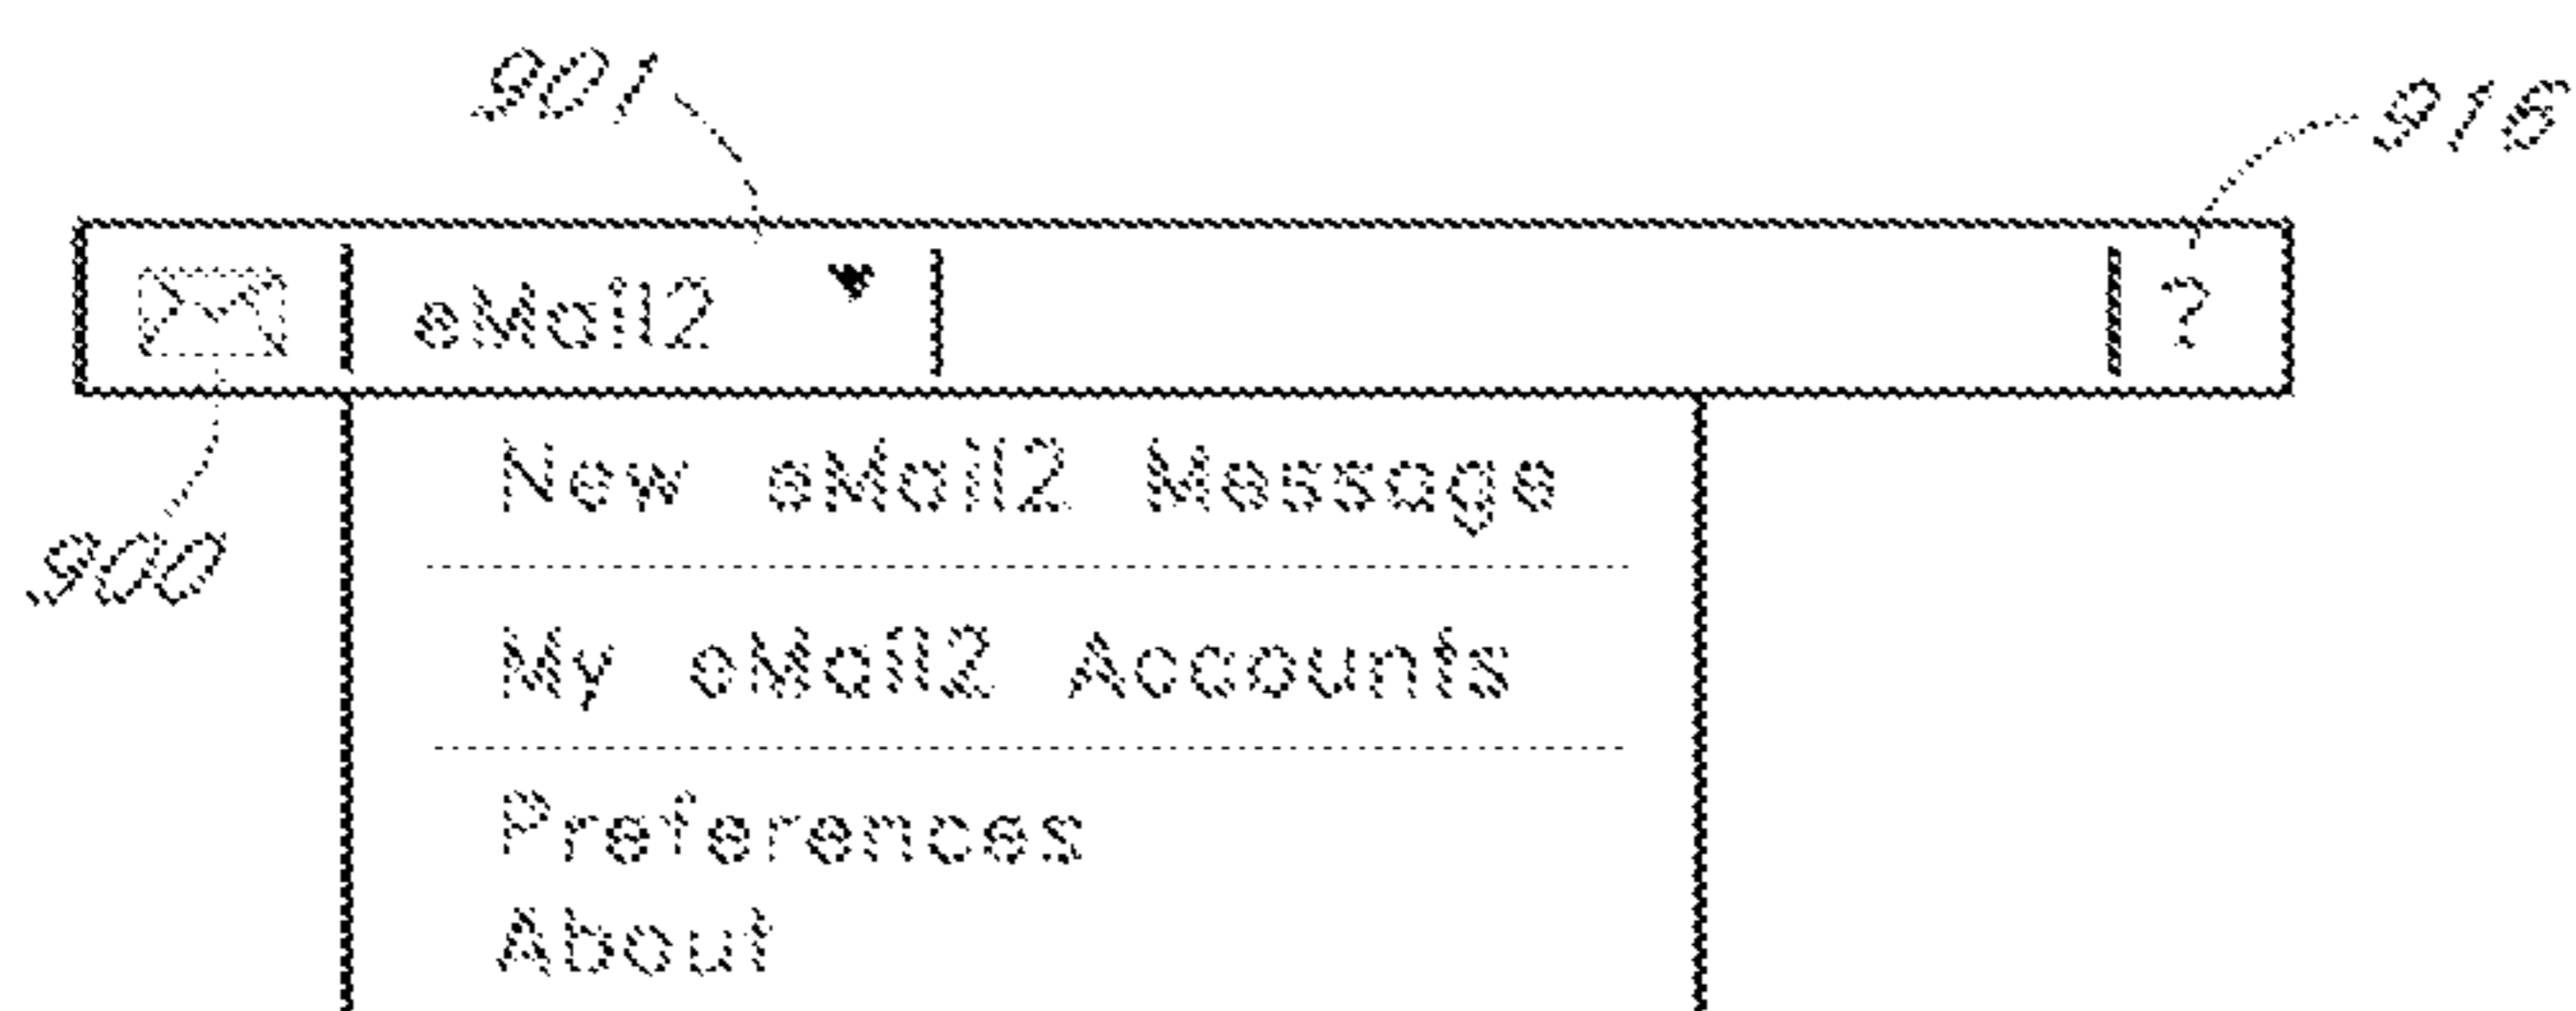 901
916
eMail2 ?
New eMail2 Message
900
My eMail2 Accounts
Preferences
About